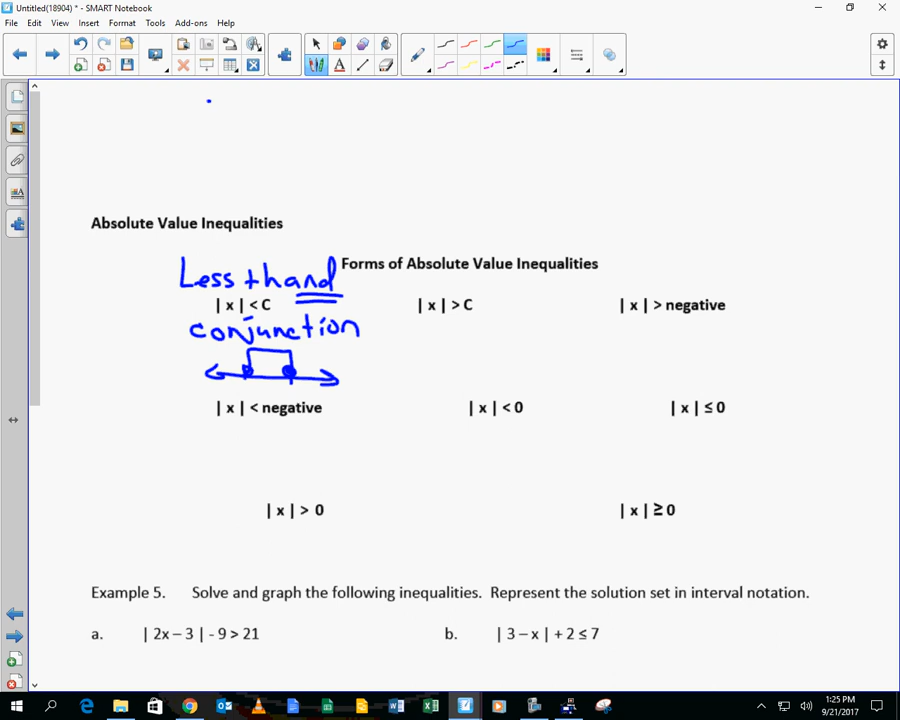 Untitled(18904) * - SMART Notebook
File Edit View Insert Format Tools Add-ons Help
Absolute Value Inequalities
Forms of Absolute Value Inequalities
Less thand
| x | < C | x | > C | x | > negative
conjunction
| x | < negative | x | < 0 | x | ≤ 0
| x | > 0 | x | ≥ 0
Example 5. Solve and graph the following inequalities. Represent the solution set in interval notation.
a. | 2x – 3 | - 9 > 21 b. | 3 – x | + 2 ≤ 7
1:25 PM
9/21/2017